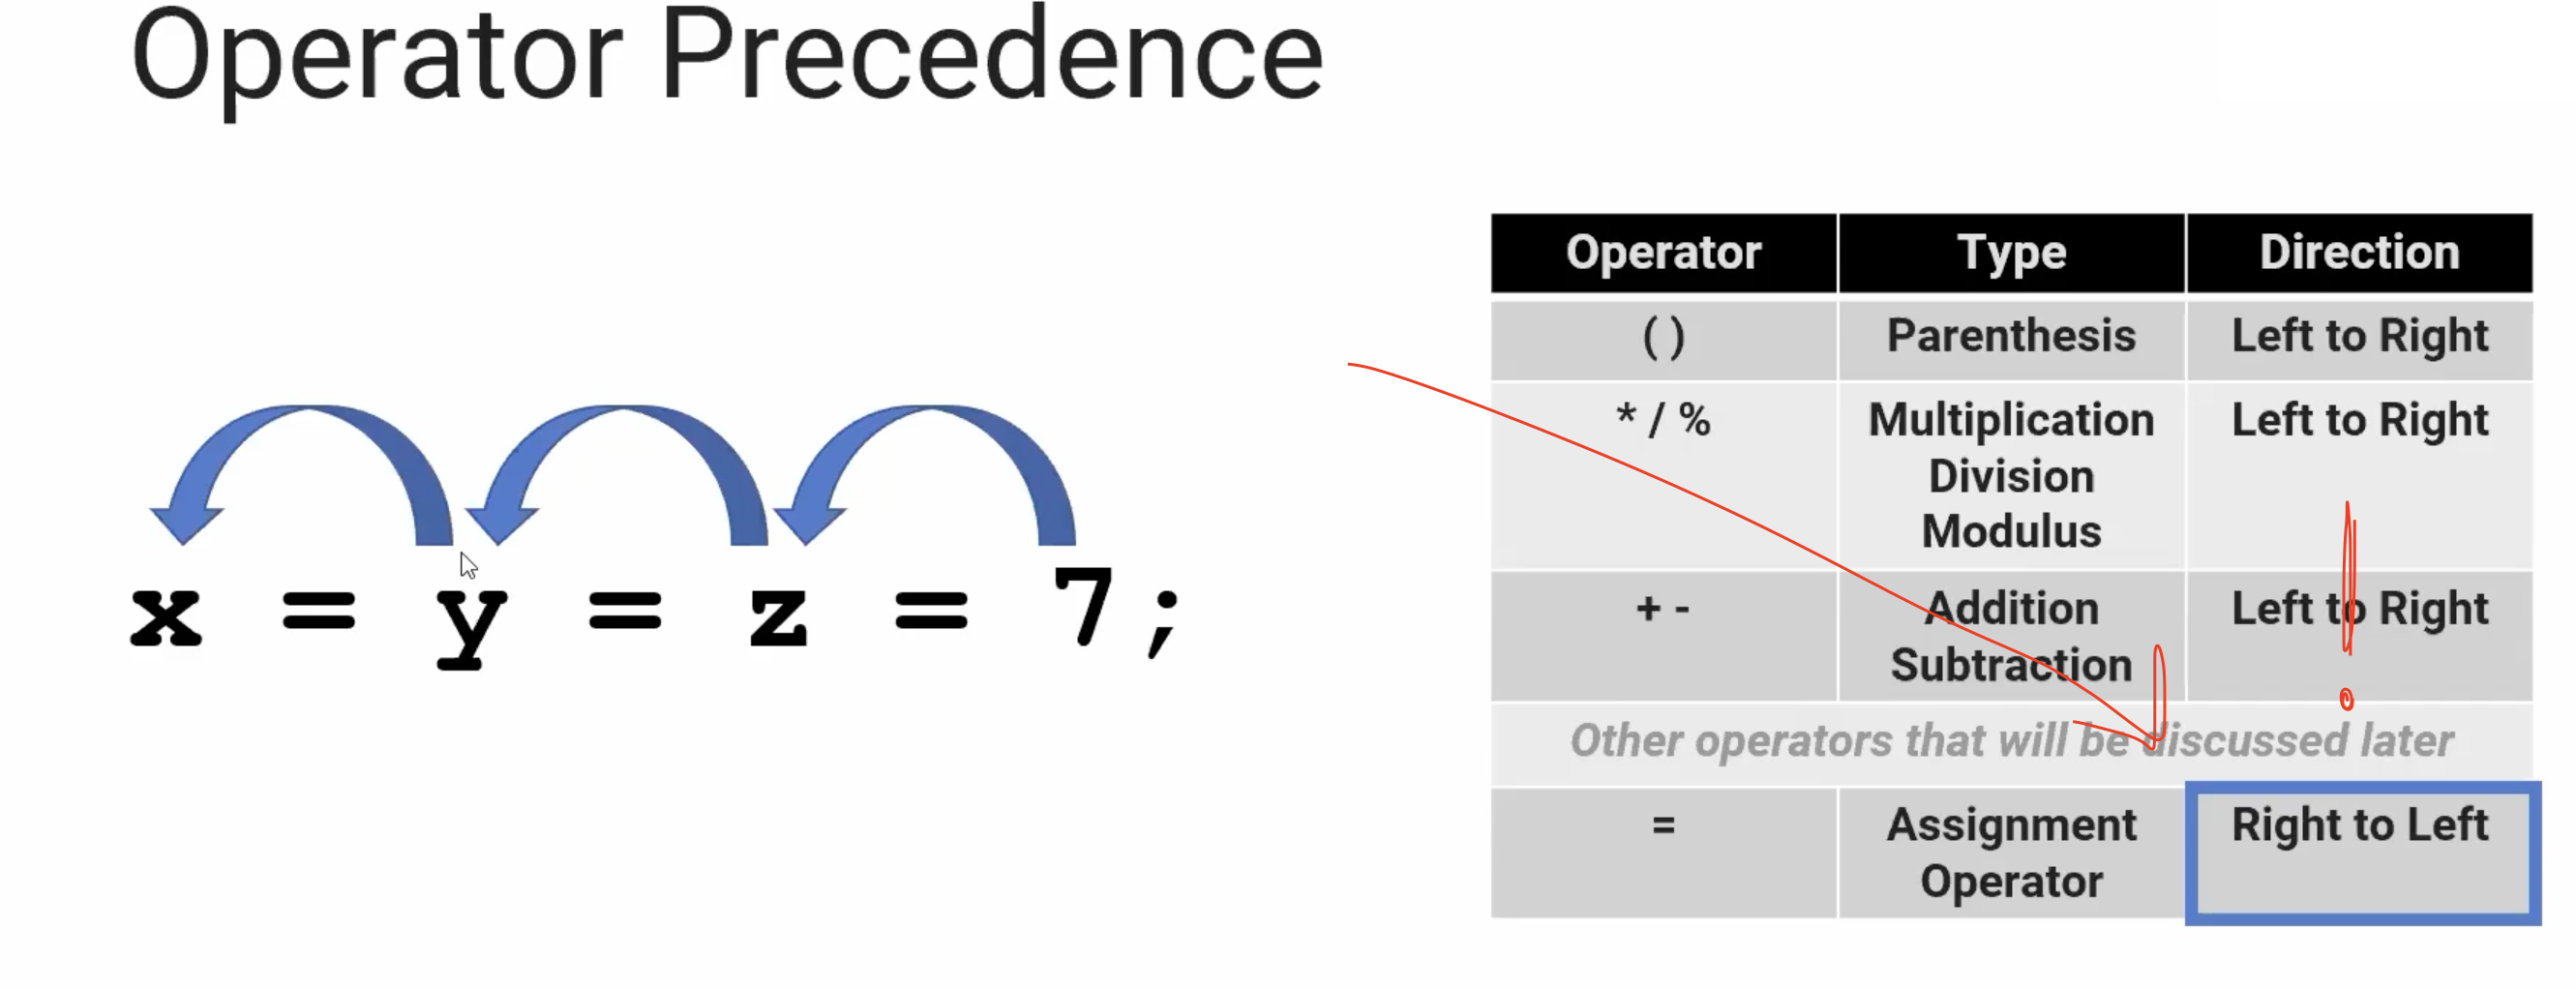 Operator Precedence
x = y = z = 7;
Operator Type Direction
( ) Parenthesis Left to Right
* / % Multiplication Left to Right
Division
Modulus
+ - Addition Left to Right
Subtraction
Other operators that will be discussed later
= Assignment Right to Left
Operator
!